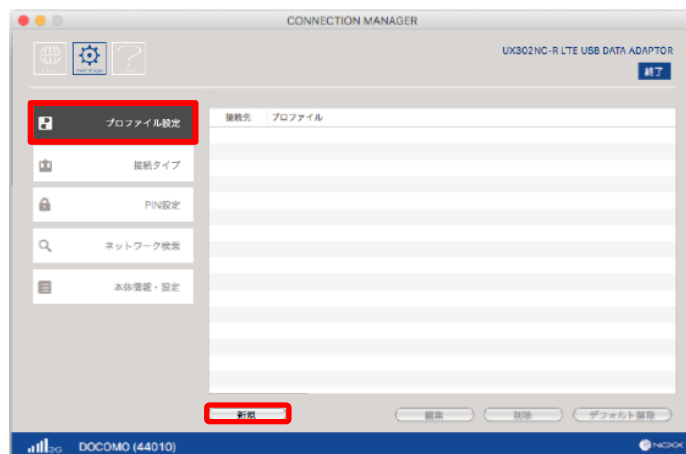 CONNECTION MANAGER
UX302NC-R LTE USB DATA ADAPTOR
終了
プロファイル設定
接続先 プロファイル
接続タイプ
PIN設定
ネットワーク検索
本体情報・設定
新規
編集
削除
デフォルト解除
3G DOCOMO (44010)
NCXX